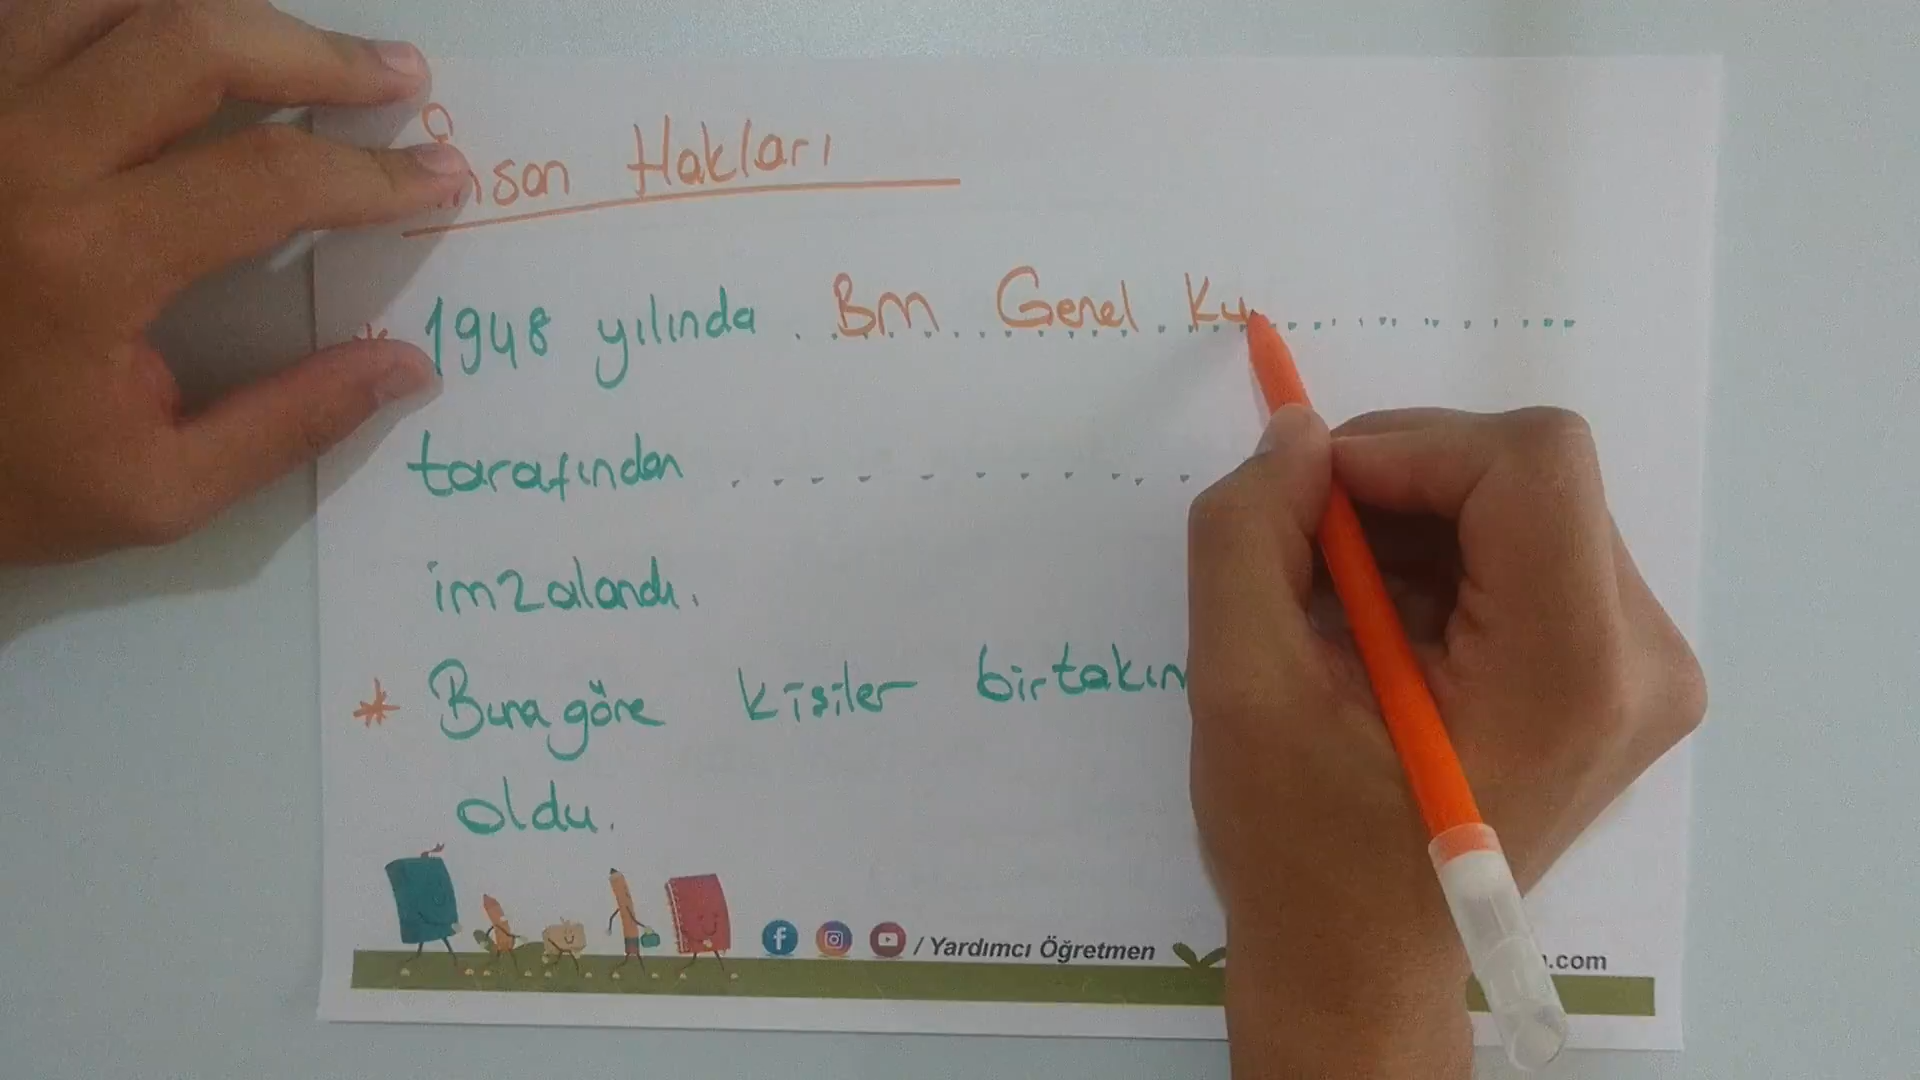 İnsan Hakları
* 1948 yılında . BM Genel Ku..............
tarafından ............
imzalandı.
* Buna göre kişiler birtakım
oldu.
/ Yardımcı Öğretmen
.com